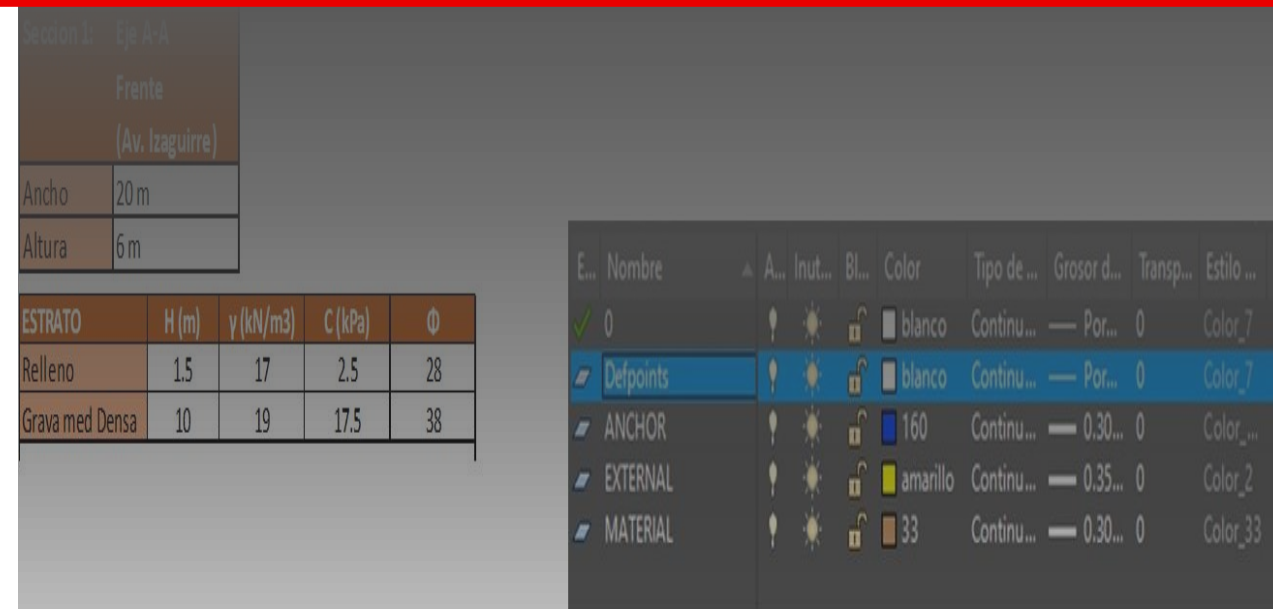 Seccion 1: Eje A-A
Frente
(Av. Izaguirre)
Ancho 20 m
Altura 6 m
ESTRATO H (m) γ (kN/m3) C (kPa) Φ
Relleno 1.5 17 2.5 28
Grava med Densa 10 19 17.5 38
E... Nombre A... Inut... Bl... Color Tipo de ... Grosor d... Transp... Estilo ...
0 blanco Continu... Por... 0 Color_7
Defpoints blanco Continu... Por... 0 Color_7
ANCHOR 160 Continu... 0.30... 0 Color_...
EXTERNAL amarillo Continu... 0.35... 0 Color_2
MATERIAL 33 Continu... 0.30... 0 Color_33